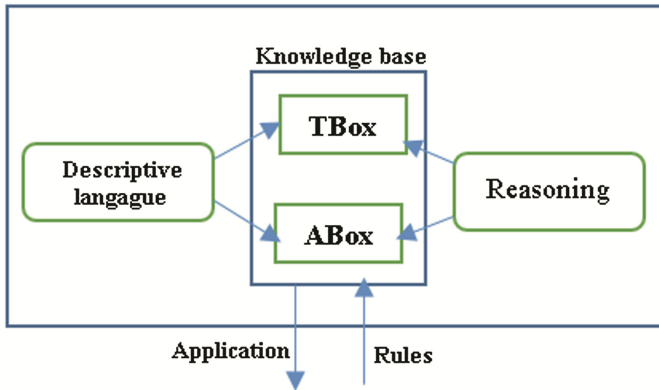 Knowledge base
TBox
Descriptive
langague
Reasoning
ABox
Application
Rules